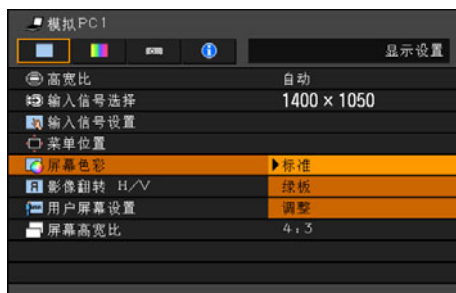 模拟PC1
显示设置
高宽比 自动
输入信号选择 1400 × 1050
输入信号设置
菜单位置
屏幕色彩 标准
绿板
影像翻转 H/V
调整
用户屏幕设置
屏幕高宽比 4:3